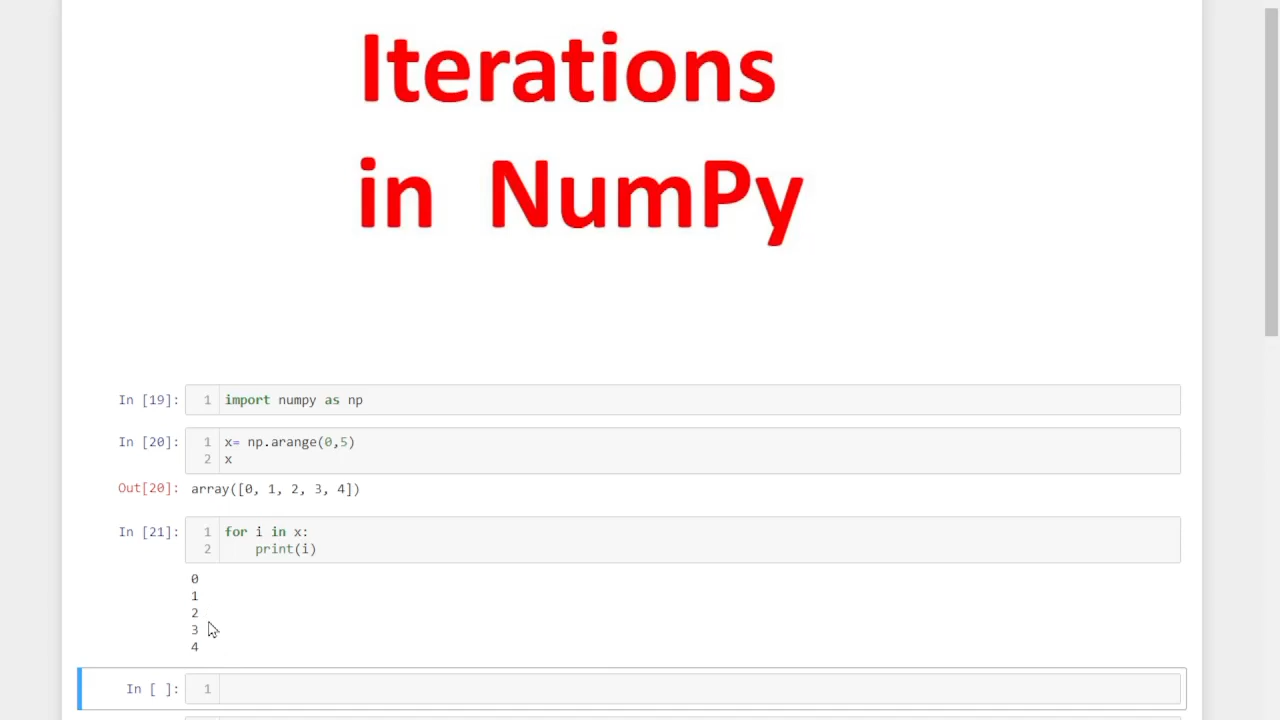 Iterations
in NumPy
In [19]: 1 import numpy as np
In [20]: 1 x= np.arange(0,5)
2 x
Out[20]: array([0, 1, 2, 3, 4])
In [21]: 1 for i in x:
2     print(i)
0
1
2
3
4
In [ ]: 1